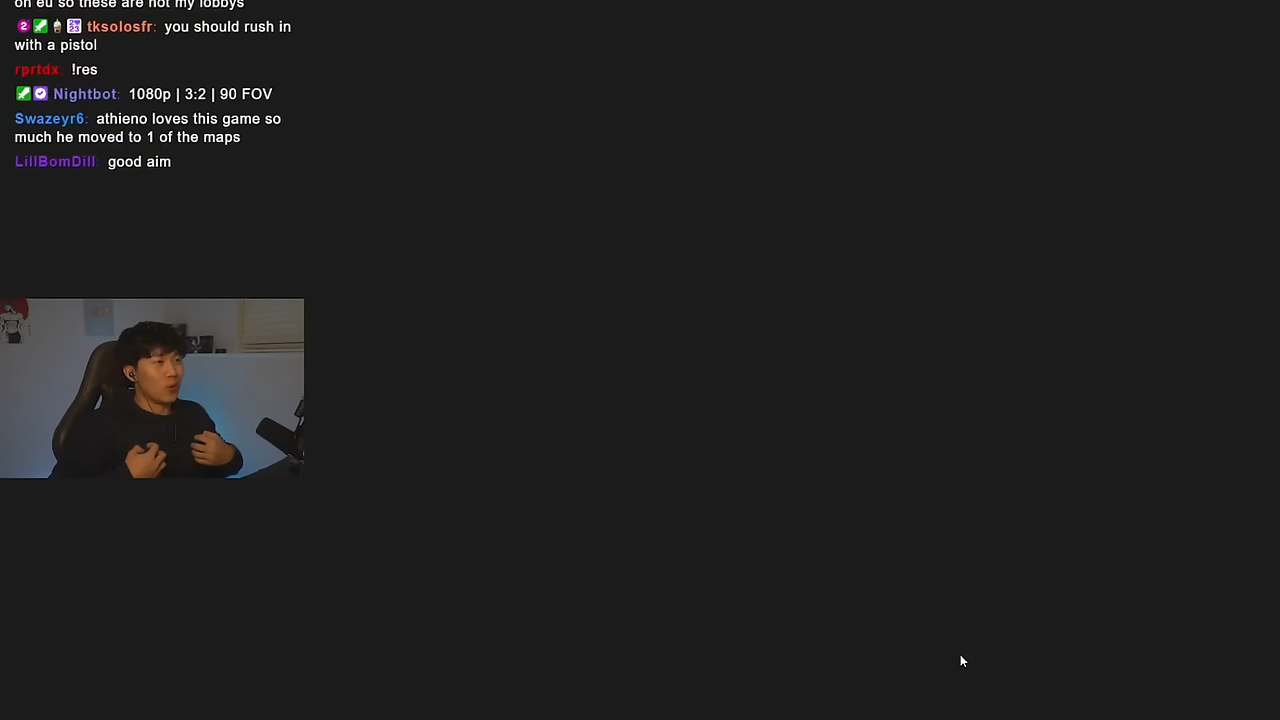 on eu so these are not my lobbys
2 tksolosfr: you should rush in
with a pistol
rprtdx: !res
Nightbot: 1080p | 3:2 | 90 FOV
Swazeyr6: athieno loves this game so
much he moved to 1 of the maps
LillBomDill: good aim